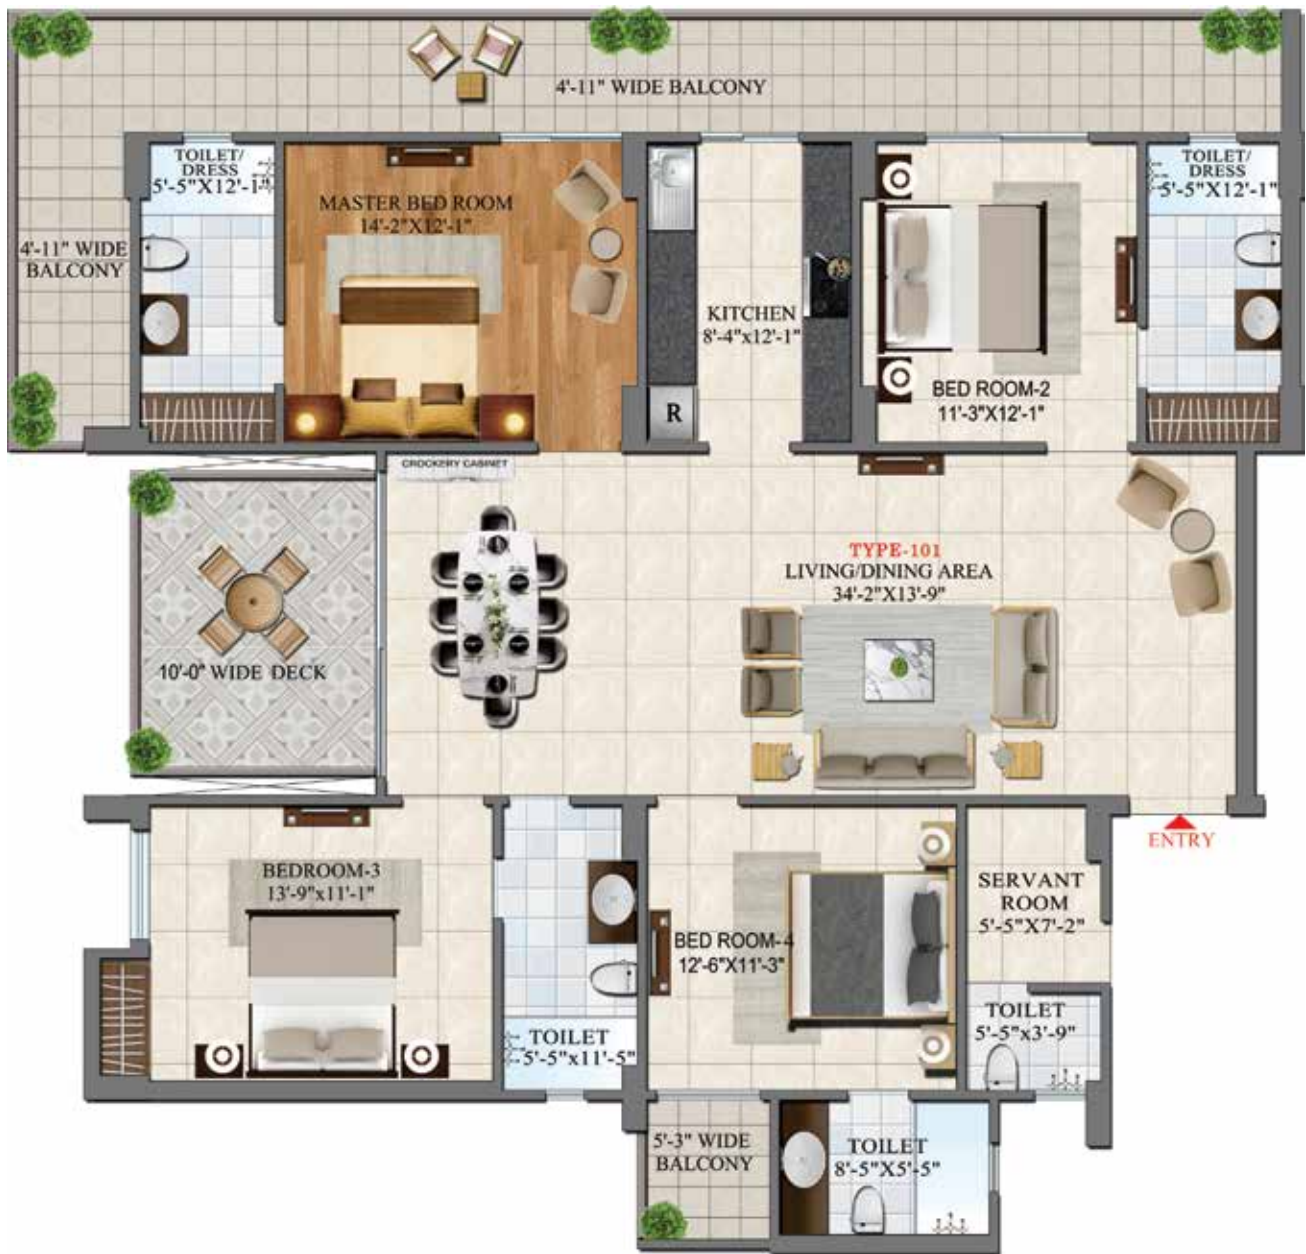 4'-11" WIDE BALCONY
TOILET/
DRESS
5'-5"X12'-1"
MASTER BED ROOM
14'-2"X12'-1"
TOILET/
DRESS
5'-5"X12'-1"
4'-11" WIDE
BALCONY
KITCHEN
8'-4"x12'-1"
R
BED ROOM-2
11'-3"X12'-1"
CROCKERY CABINET
TYPE-101
LIVING/DINING AREA
34'-2"X13'-9"
10'-0" WIDE DECK
ENTRY
BEDROOM-3
13'-9"x11'-1"
SERVANT
ROOM
5'-5"X7'-2"
BED ROOM-4
12'-6"X11'-3"
TOILET
5'-5"x11'-5"
TOILET
5'-5"x3'-9"
5'-3" WIDE
BALCONY
TOILET
8'-5"X5'-5"